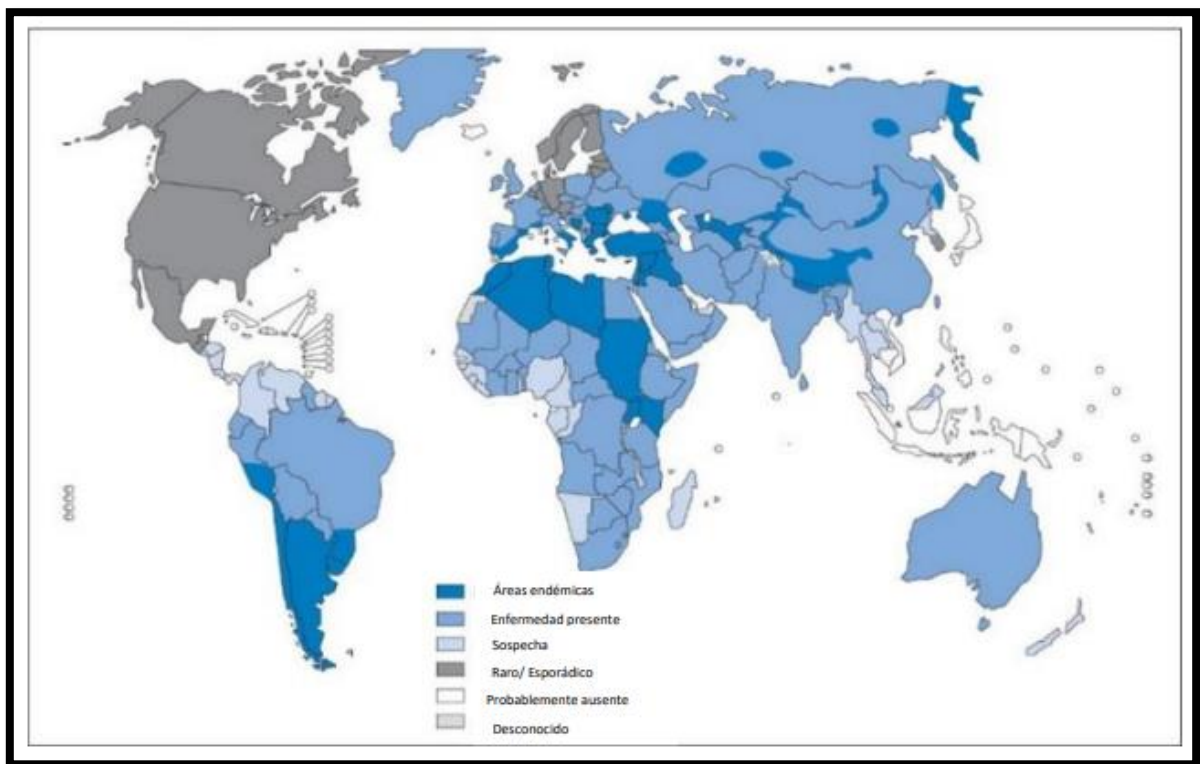 Áreas endémicas
Enfermedad presente
Sospecha
Raro/ Esporádico
Probablemente ausente
Desconocido